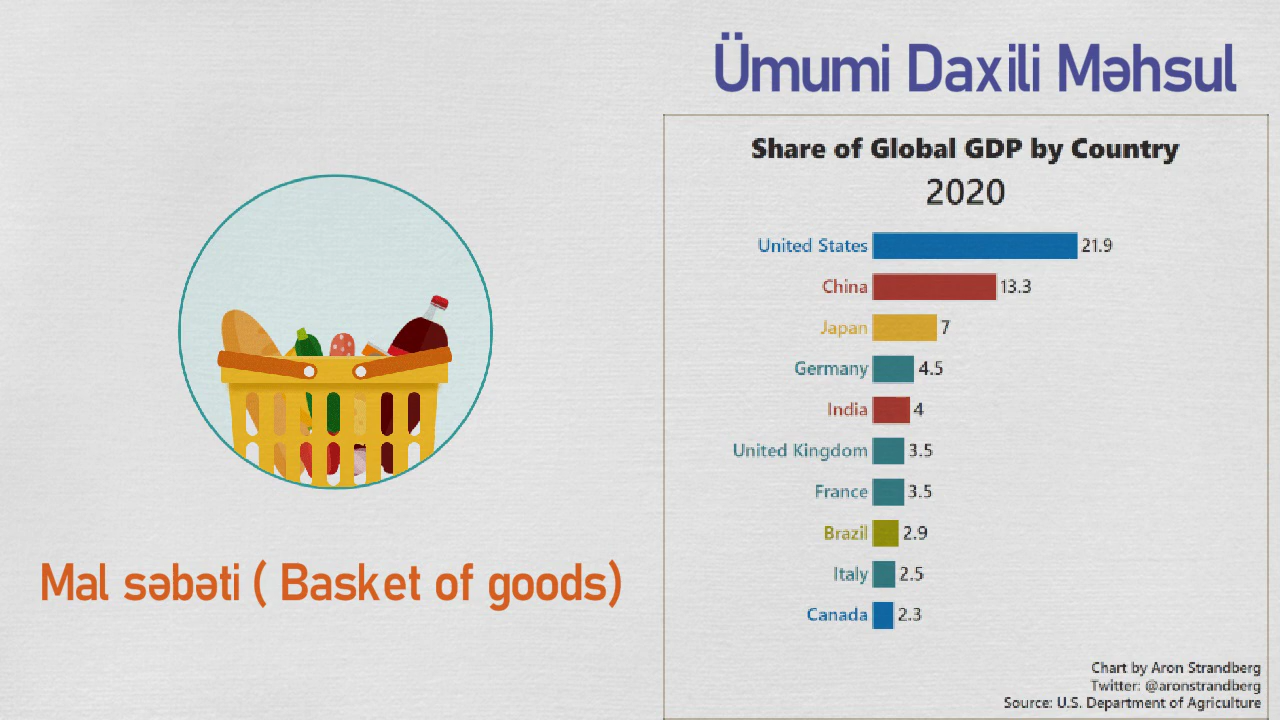 Ümumi Daxili Məhsul
Share of Global GDP by Country
2020
United States 21.9
China 13.3
Japan 7
Germany 4.5
India 4
United Kingdom 3.5
France 3.5
Brazil 2.9
Italy 2.5
Canada 2.3
Chart by Aron Strandberg
Twitter: @aronstrandberg
Source: U.S. Department of Agriculture
Mal səbəti ( Basket of goods)